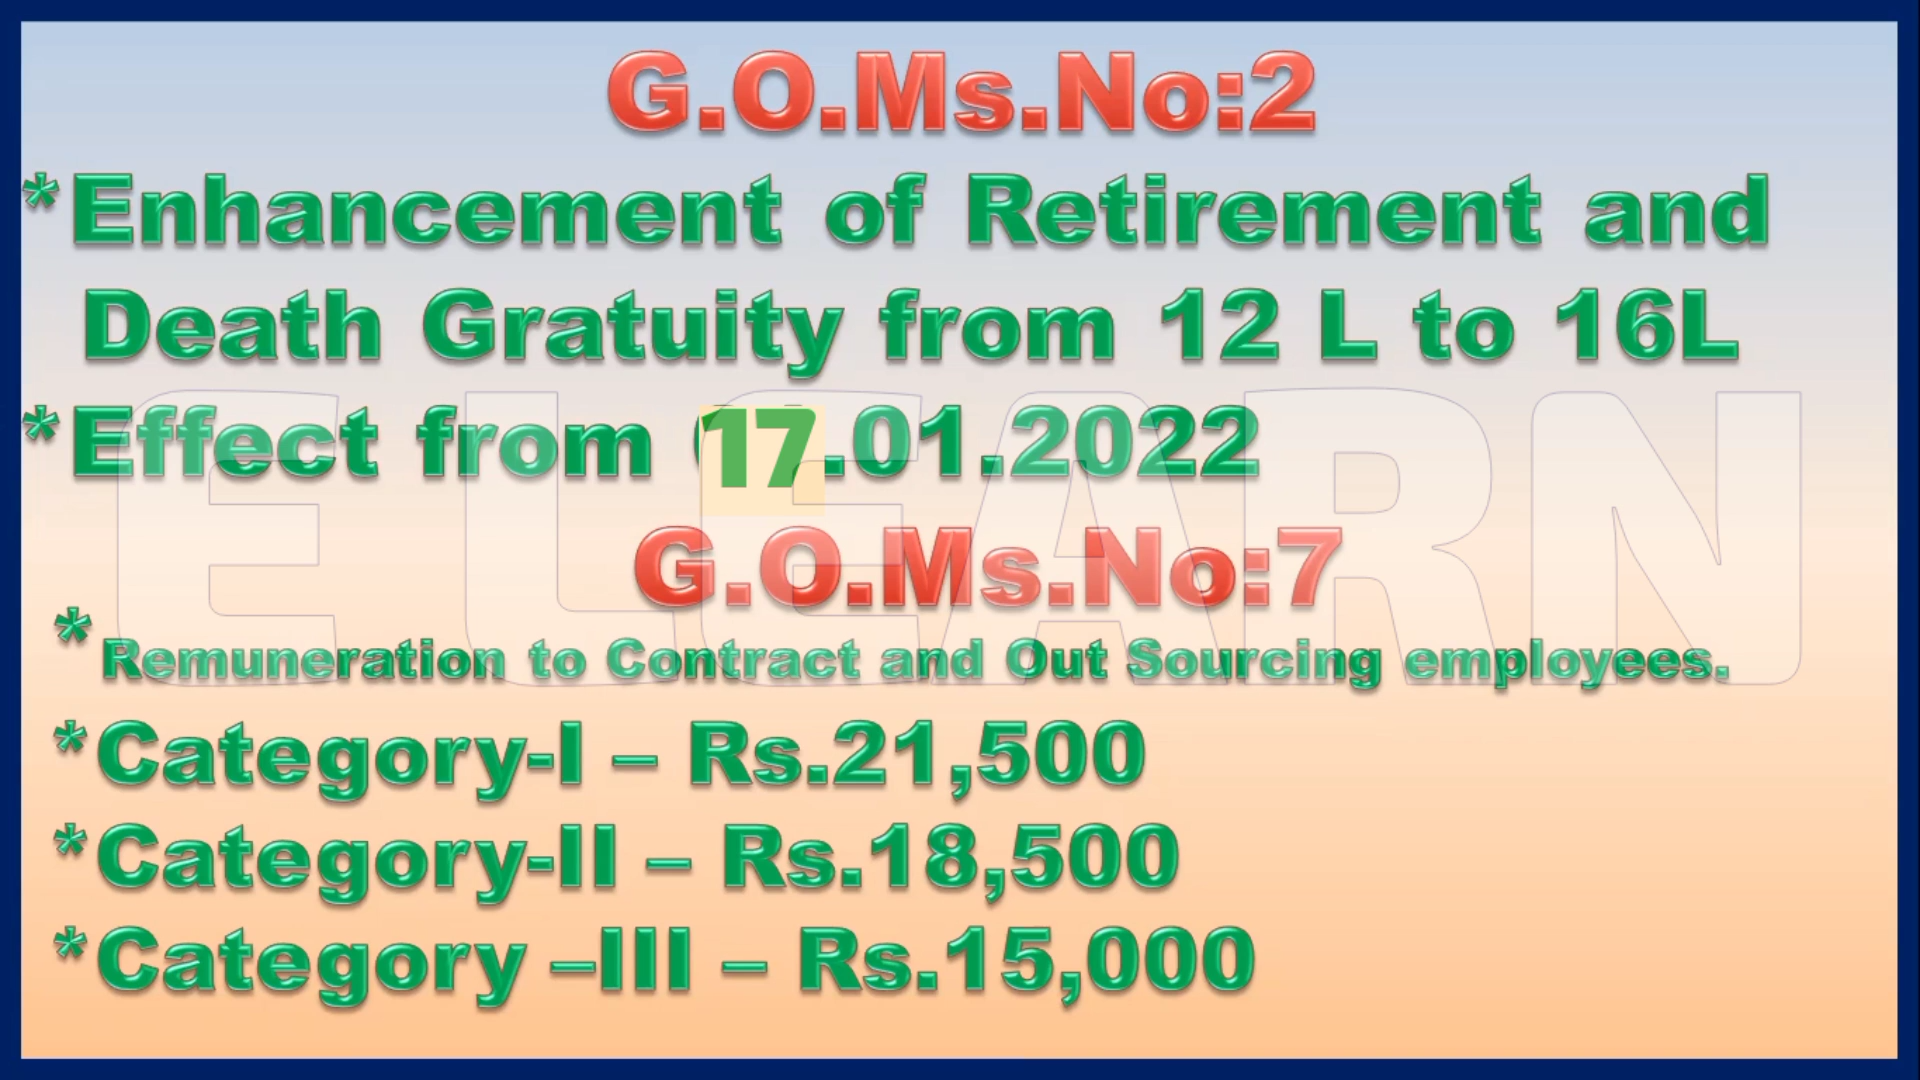 G.O.Ms.No:2
*Enhancement of Retirement and
Death Gratuity from 12 L to 16L
*Effect from 17.01.2022
G.O.Ms.No:7
*Remuneration to Contract and Out Sourcing employees.
*Category-I – Rs.21,500
*Category-II – Rs.18,500
*Category –III – Rs.15,000
E LEARN